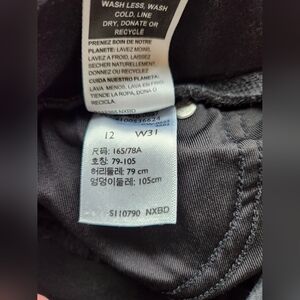 WASH LESS, WASH
COLD, LINE
DRY, DONATE OR
RECYCLE
PRENEZ SOIN DE NOTRE
PLANETE: LAVEZ MOINS,
LAVEZ A FROID, LAISSEZ
SECHER NATURELLEMENT,
DONNEZ OU RECYCLEZ
CUIDA NUESTRO PLANETA:
LAVA MENOS, LAVA EN FRIO,
TIENDE LA ROPA, DONA O
RECICLA.
12 W31
尺码: 165/78A
호칭: 79-105
허리둘레: 79 cm
엉덩이둘레: 105cm
S110790 NXBD